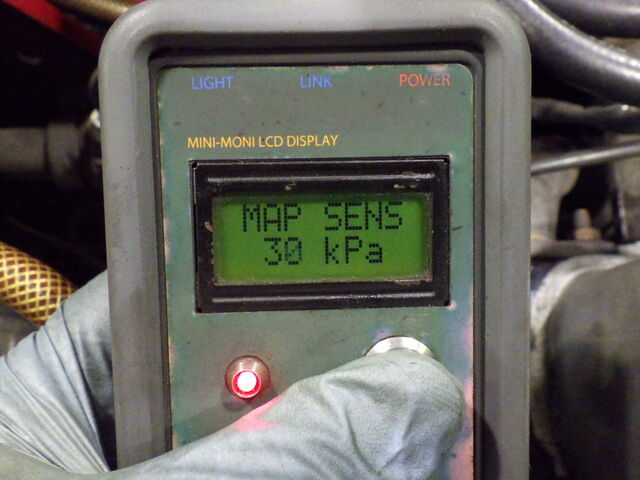 LIGHT LINK POWER
MINI-MONI LCD DISPLAY
MAP SENS
30 kPa